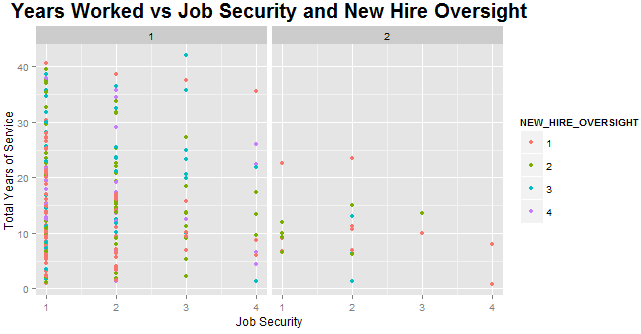 Years Worked vs Job Security and New Hire Oversight
1 2
40
30
20
10
0
Total Years of Service
1 2 3 4 1 2 3 4
Job Security
NEW_HIRE_OVERSIGHT
1
2
3
4